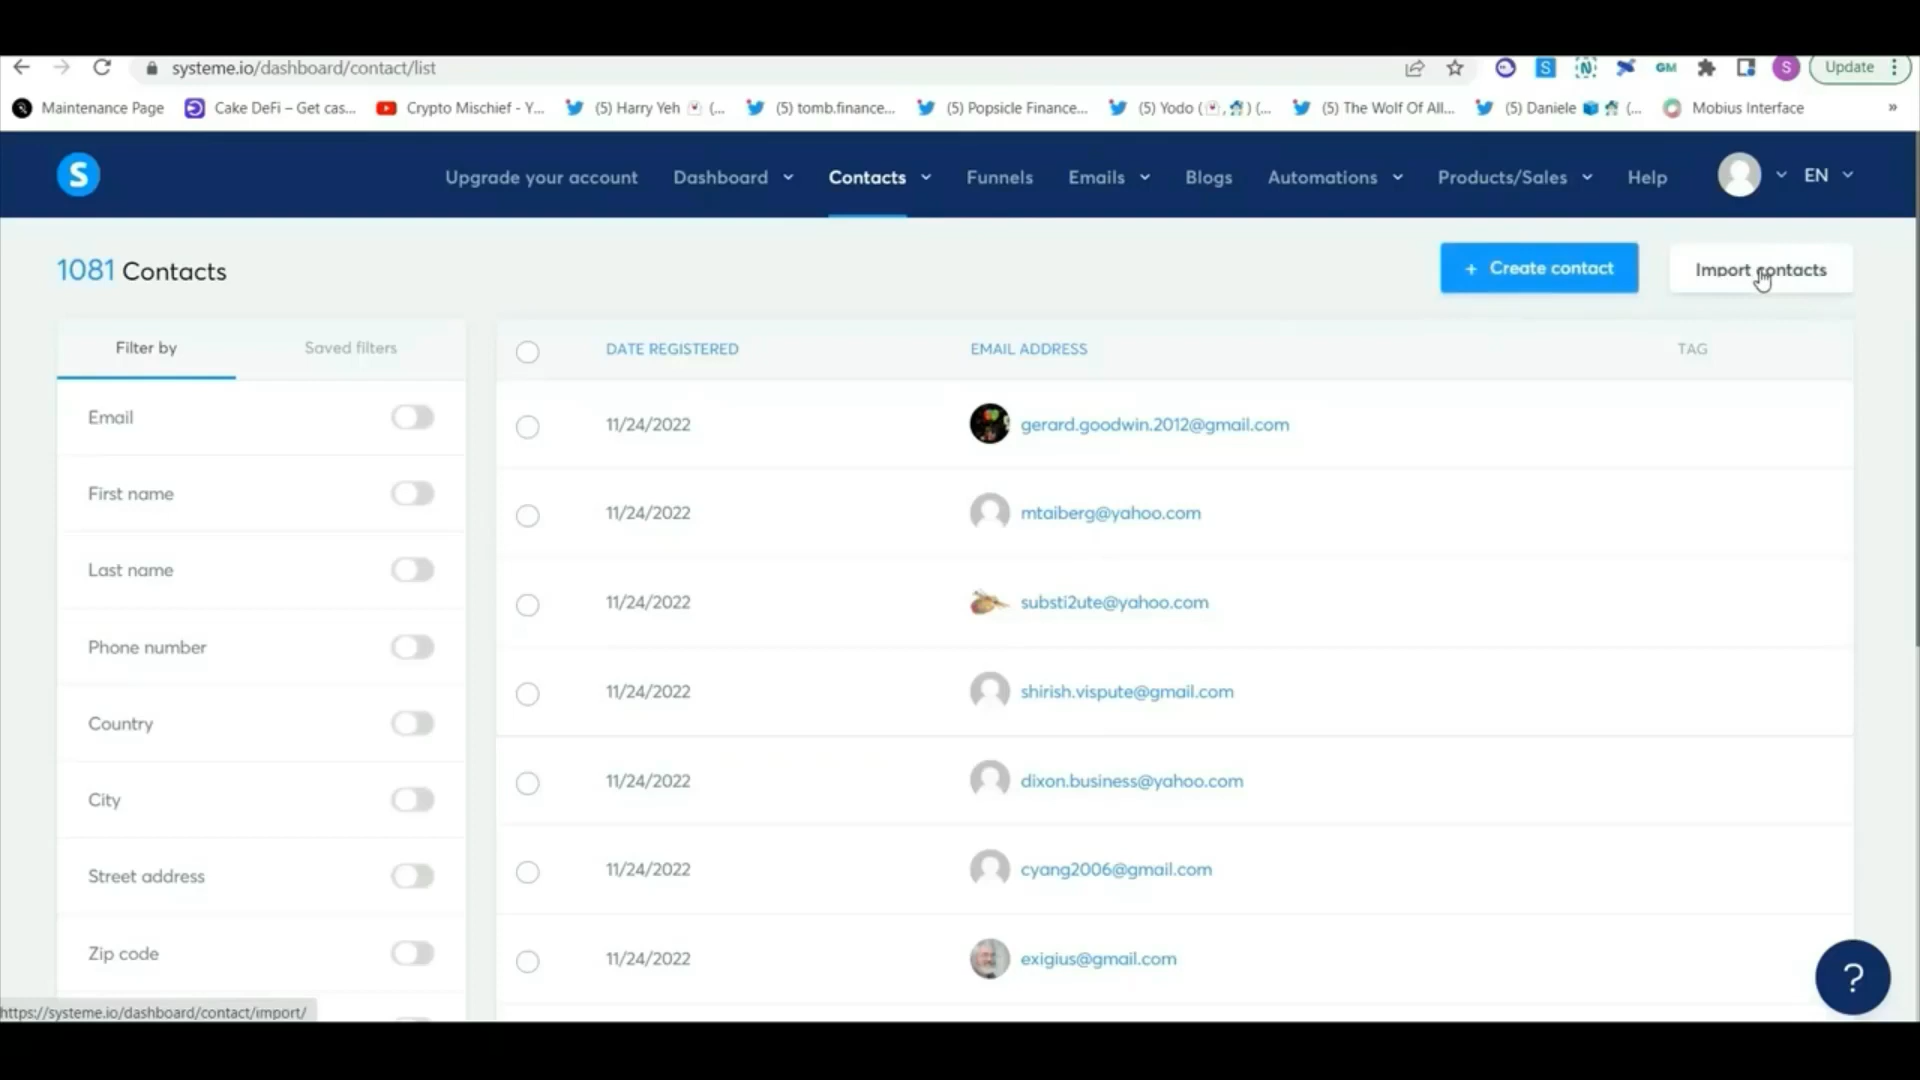 systeme.io/dashboard/contact/list
GM
S
Update
Maintenance Page
Cake DeFi – Get cas...
Crypto Mischief - Y...
(5) Harry Yeh (...
(5) tomb.finance...
(5) Popsicle Finance...
(5) Yodo ( , ) (...
(5) The Wolf Of All...
(5) Daniele (...
Mobius Interface
»
S
Upgrade your account
Dashboard
Contacts
Funnels
Emails
Blogs
Automations
Products/Sales
Help
EN
1081 Contacts
+ Create contact
Import contacts
Filter by
Saved filters
DATE REGISTERED
EMAIL ADDRESS
TAG
Email
First name
Last name
Phone number
Country
City
Street address
Zip code
11/24/2022 gerard.goodwin.2012@gmail.com
11/24/2022 mtaiberg@yahoo.com
11/24/2022 substi2ute@yahoo.com
11/24/2022 shirish.vispute@gmail.com
11/24/2022 dixon.business@yahoo.com
11/24/2022 cyang2006@gmail.com
11/24/2022 exigius@gmail.com
?
https://systeme.io/dashboard/contact/import/